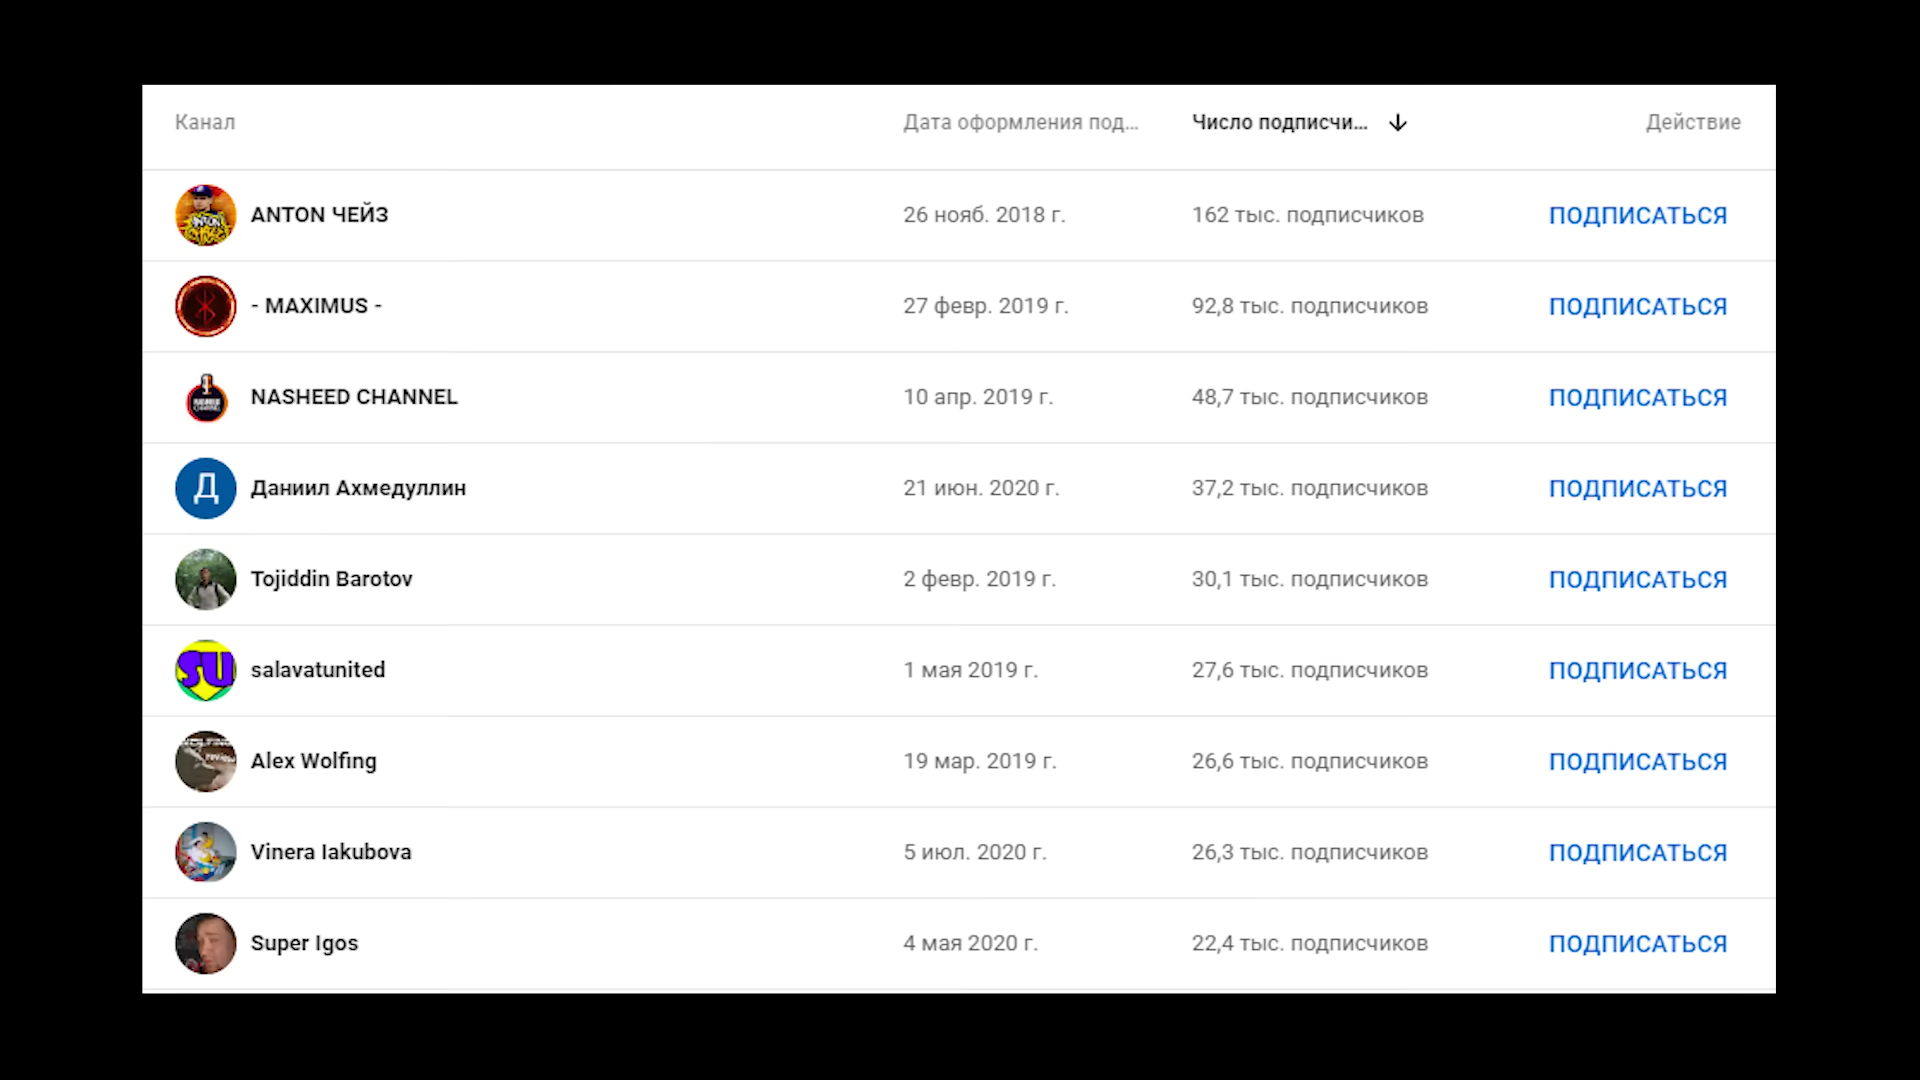 Канал Дата оформления под... Число подписчи... Действие
ANTON ЧЕЙЗ 26 нояб. 2018 г. 162 тыс. подписчиков ПОДПИСАТЬСЯ
- MAXIMUS - 27 февр. 2019 г. 92,8 тыс. подписчиков ПОДПИСАТЬСЯ
NASHEED CHANNEL 10 апр. 2019 г. 48,7 тыс. подписчиков ПОДПИСАТЬСЯ
Д Даниил Ахмедуллин 21 июн. 2020 г. 37,2 тыс. подписчиков ПОДПИСАТЬСЯ
Tojiddin Barotov 2 февр. 2019 г. 30,1 тыс. подписчиков ПОДПИСАТЬСЯ
SU salavatunited 1 мая 2019 г. 27,6 тыс. подписчиков ПОДПИСАТЬСЯ
Alex Wolfing 19 мар. 2019 г. 26,6 тыс. подписчиков ПОДПИСАТЬСЯ
Vinera Iakubova 5 июл. 2020 г. 26,3 тыс. подписчиков ПОДПИСАТЬСЯ
Super Igos 4 мая 2020 г. 22,4 тыс. подписчиков ПОДПИСАТЬСЯ